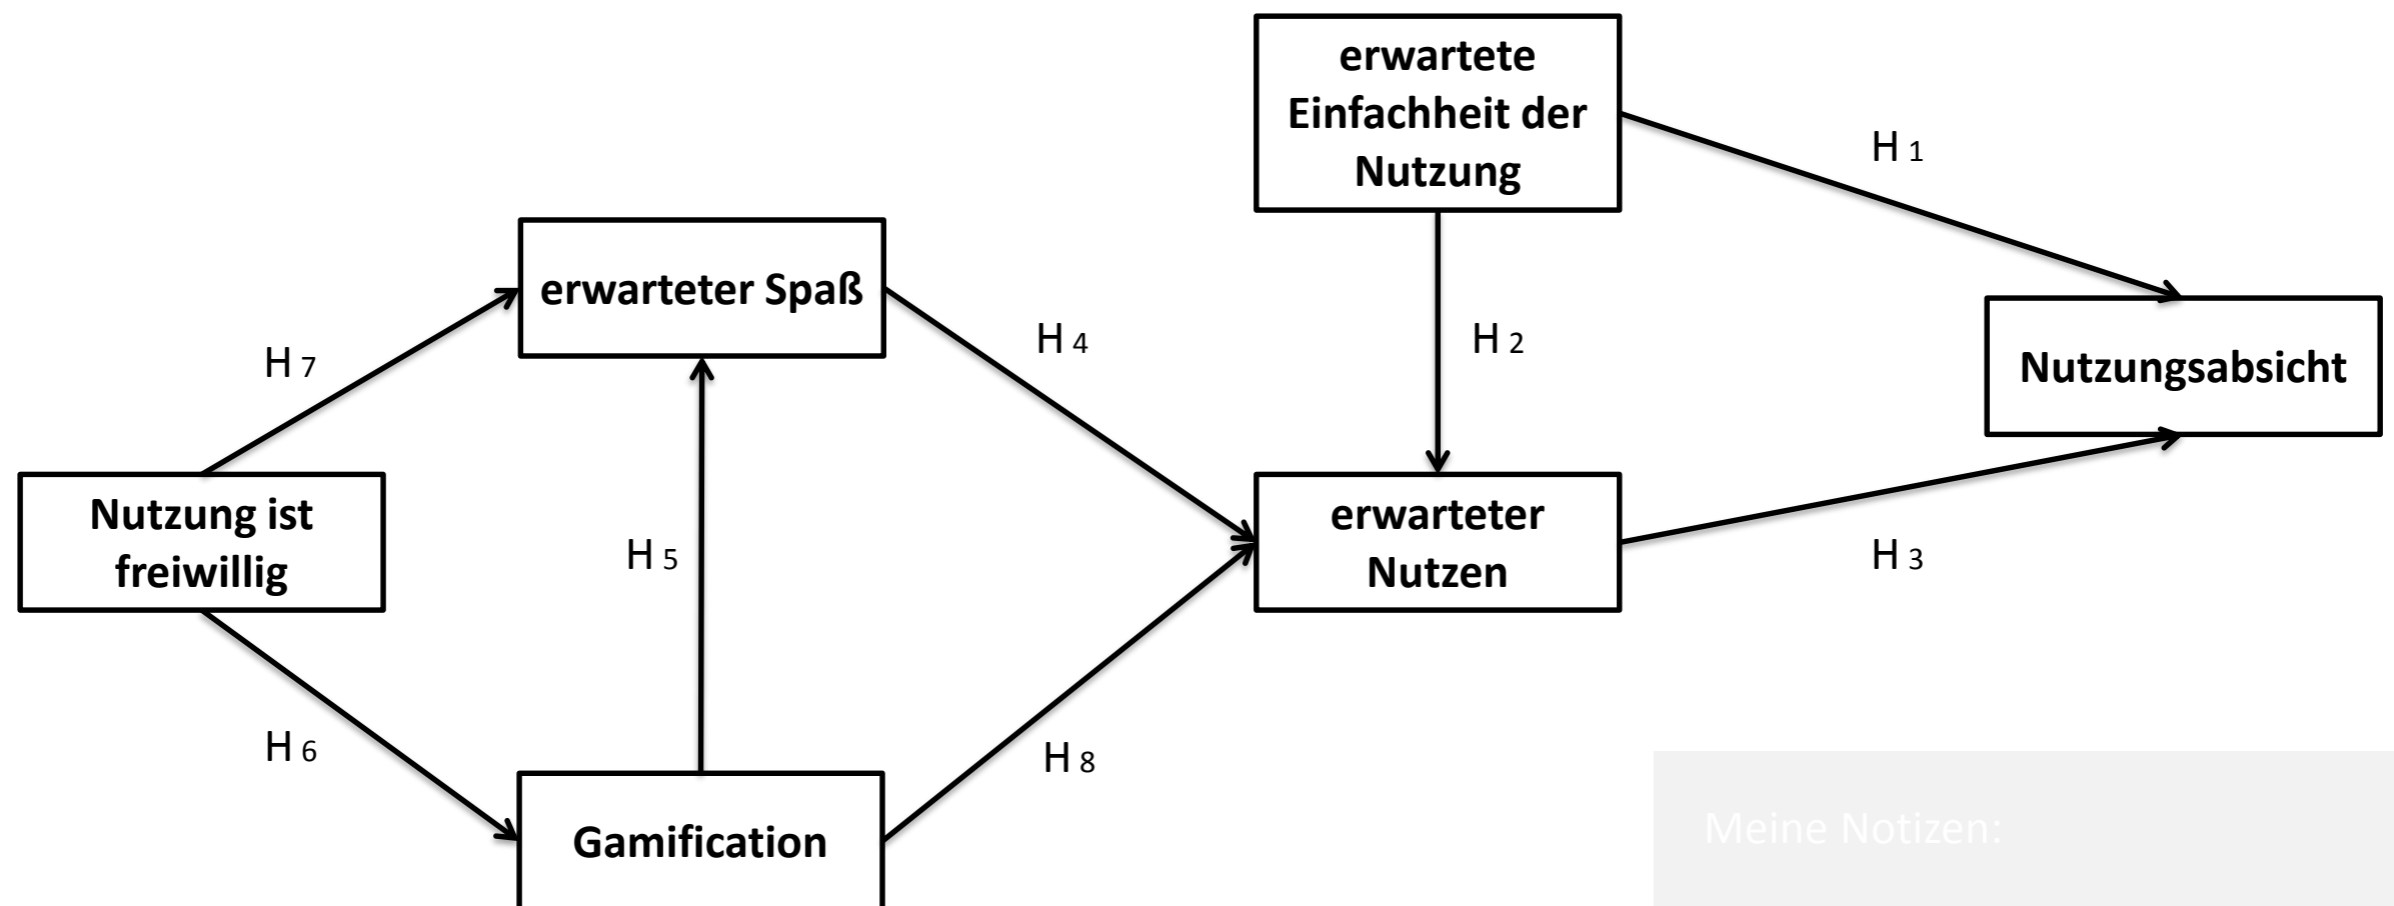 erwartete
Einfachheit der
Nutzung
H 1
erwarteter Spaß
H 4
H 2
Nutzungsabsicht
H 7
Nutzung ist
freiwillig
H 5
erwarteter
Nutzen
H 3
H 6
H 8
Gamification
Meine Notizen: